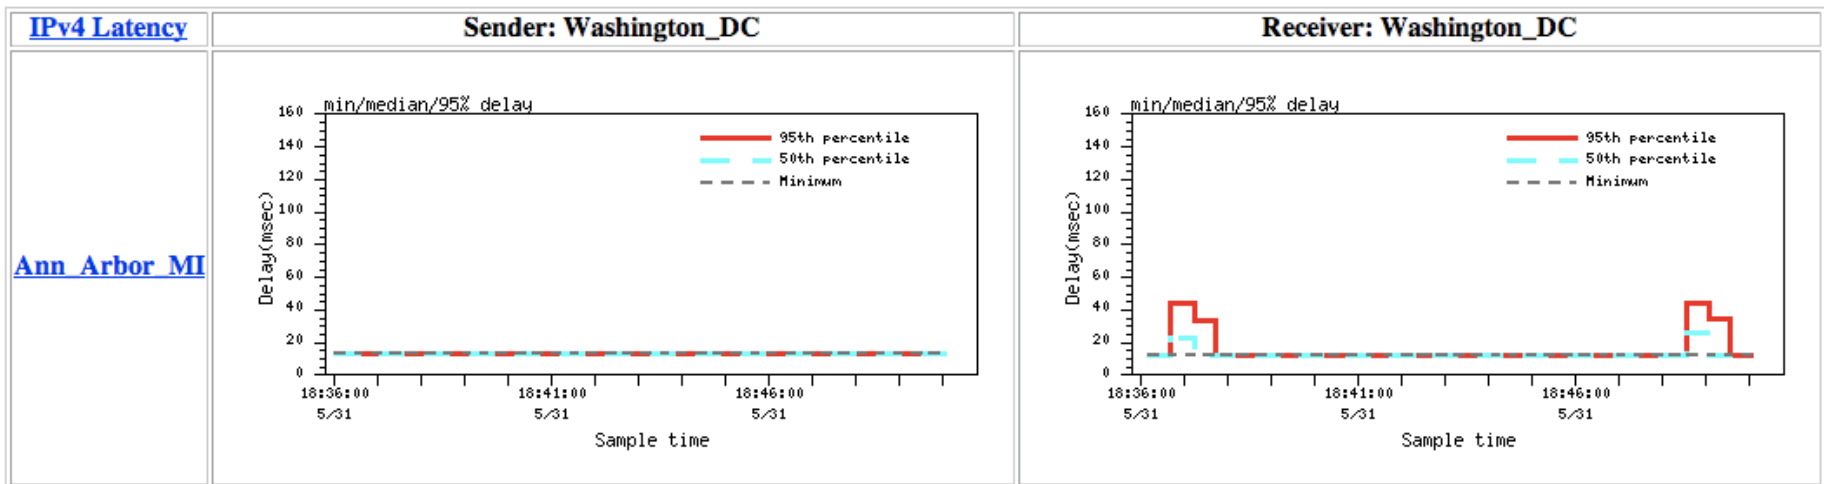 IPv4 Latency
Sender: Washington_DC
Receiver: Washington_DC
Ann_Arbor_MI
min/median/95% delay
160
140
120
100
80
60
40
20
0
Delay(msec)
95th percentile
50th percentile
Minimum
18:36:00 18:41:00 18:46:00
5/31 5/31 5/31
Sample time
min/median/95% delay
160
140
120
100
80
60
40
20
0
Delay(msec)
95th percentile
50th percentile
Minimum
18:36:00 18:41:00 18:46:00
5/31 5/31 5/31
Sample time